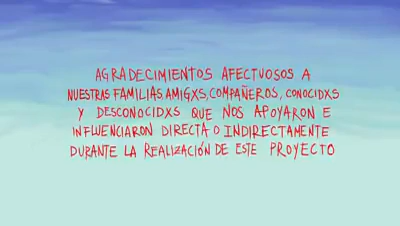 AGRADECIMIENTOS AFECTUOSOS A
NUESTRAS FAMILIAS, AMIGXS, COMPAÑEROS, CONOCIDXS
Y DESCONOCIDXS QUE NOS APOYARON E
INFLUENCIARON DIRECTA O INDIRECTAMENTE
DURANTE LA REALIZACIÓN DE ESTE PROYECTO